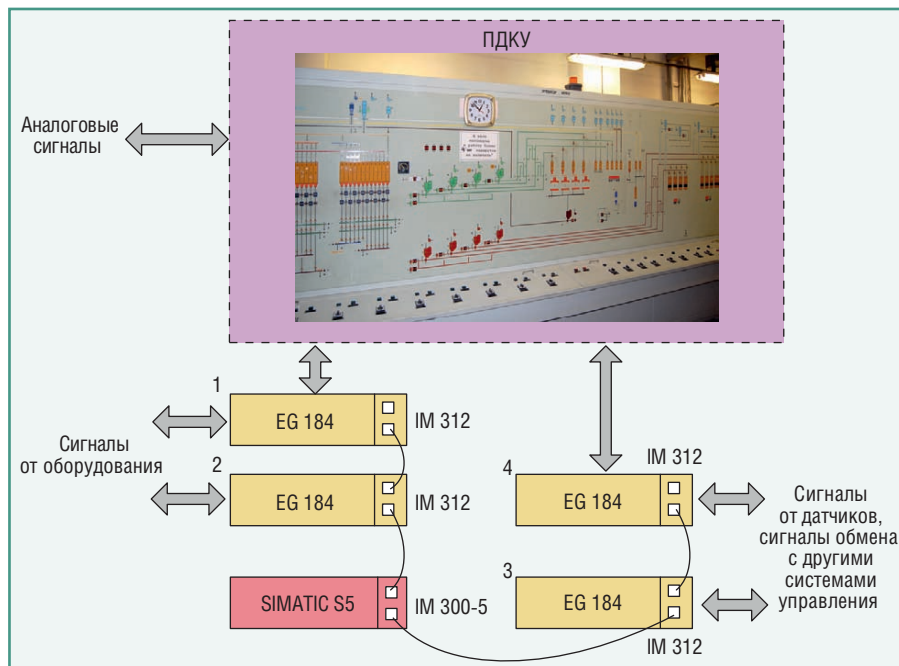 ПДКУ
Аналоговые
сигналы
1
EG 184
IM 312
Сигналы
от оборудования
2
EG 184
IM 312
IM 312
4
EG 184
Сигналы
от датчиков,
сигналы обмена
с другими
системами
управления
SIMATIC S5
IM 300-5
3
EG 184
IM 312